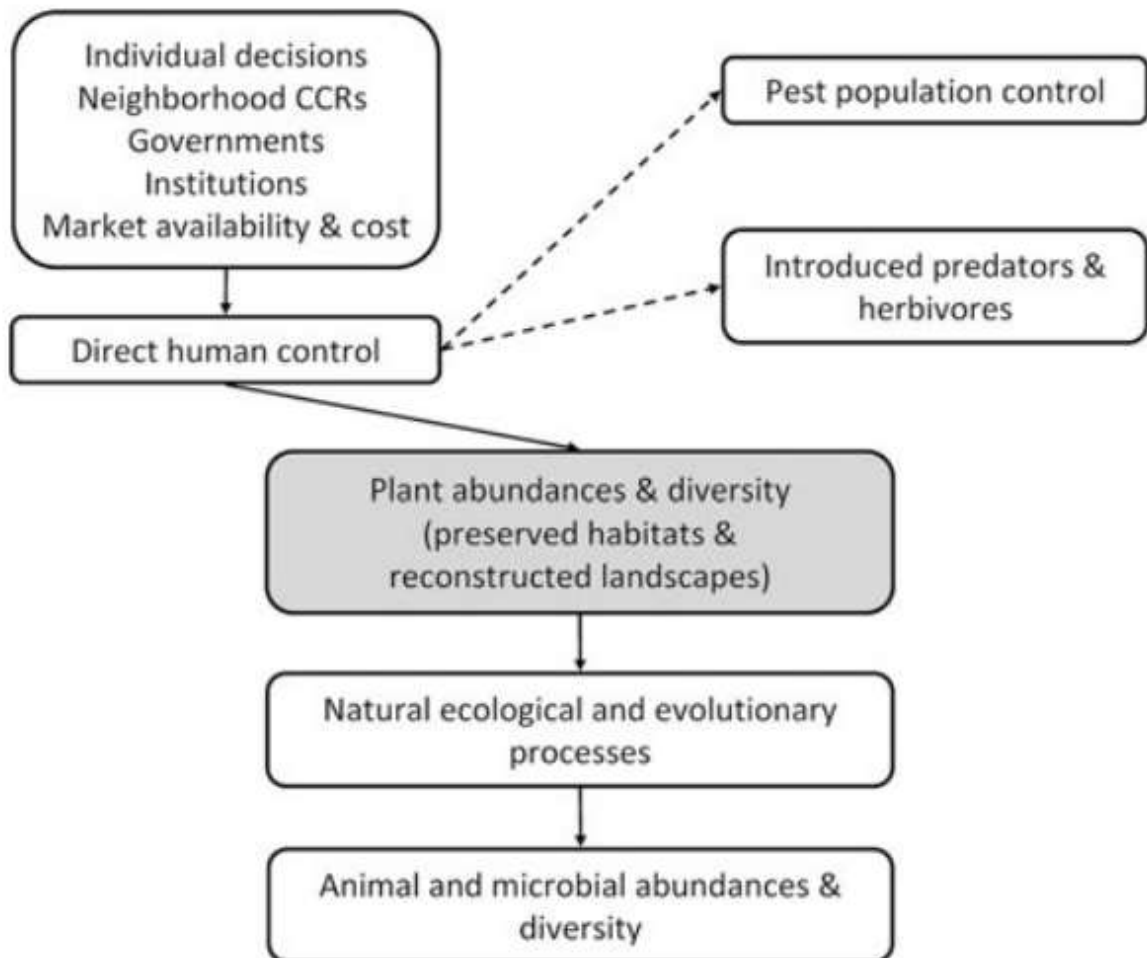 Individual decisions
Neighborhood CCRs
Governments
Institutions
Market availability & cost
Pest population control
Introduced predators &
herbivores
Direct human control
Plant abundances & diversity
(preserved habitats &
reconstructed landscapes)
Natural ecological and evolutionary
processes
Animal and microbial abundances &
diversity